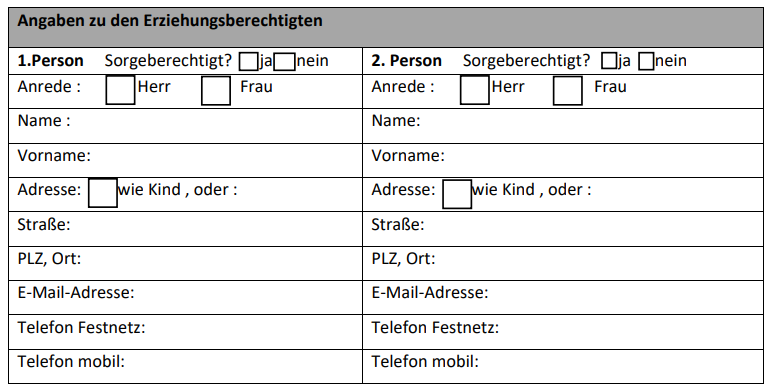 Angaben zu den Erziehungsberechtigten
1.Person Sorgeberechtigt? ja nein 2. Person Sorgeberechtigt? ja nein
Anrede : Herr Frau Anrede : Herr Frau
Name : Name:
Vorname: Vorname:
Adresse: wie Kind , oder : Adresse: wie Kind , oder :
Straße: Straße:
PLZ, Ort: PLZ, Ort:
E-Mail-Adresse: E-Mail-Adresse:
Telefon Festnetz: Telefon Festnetz:
Telefon mobil: Telefon mobil: